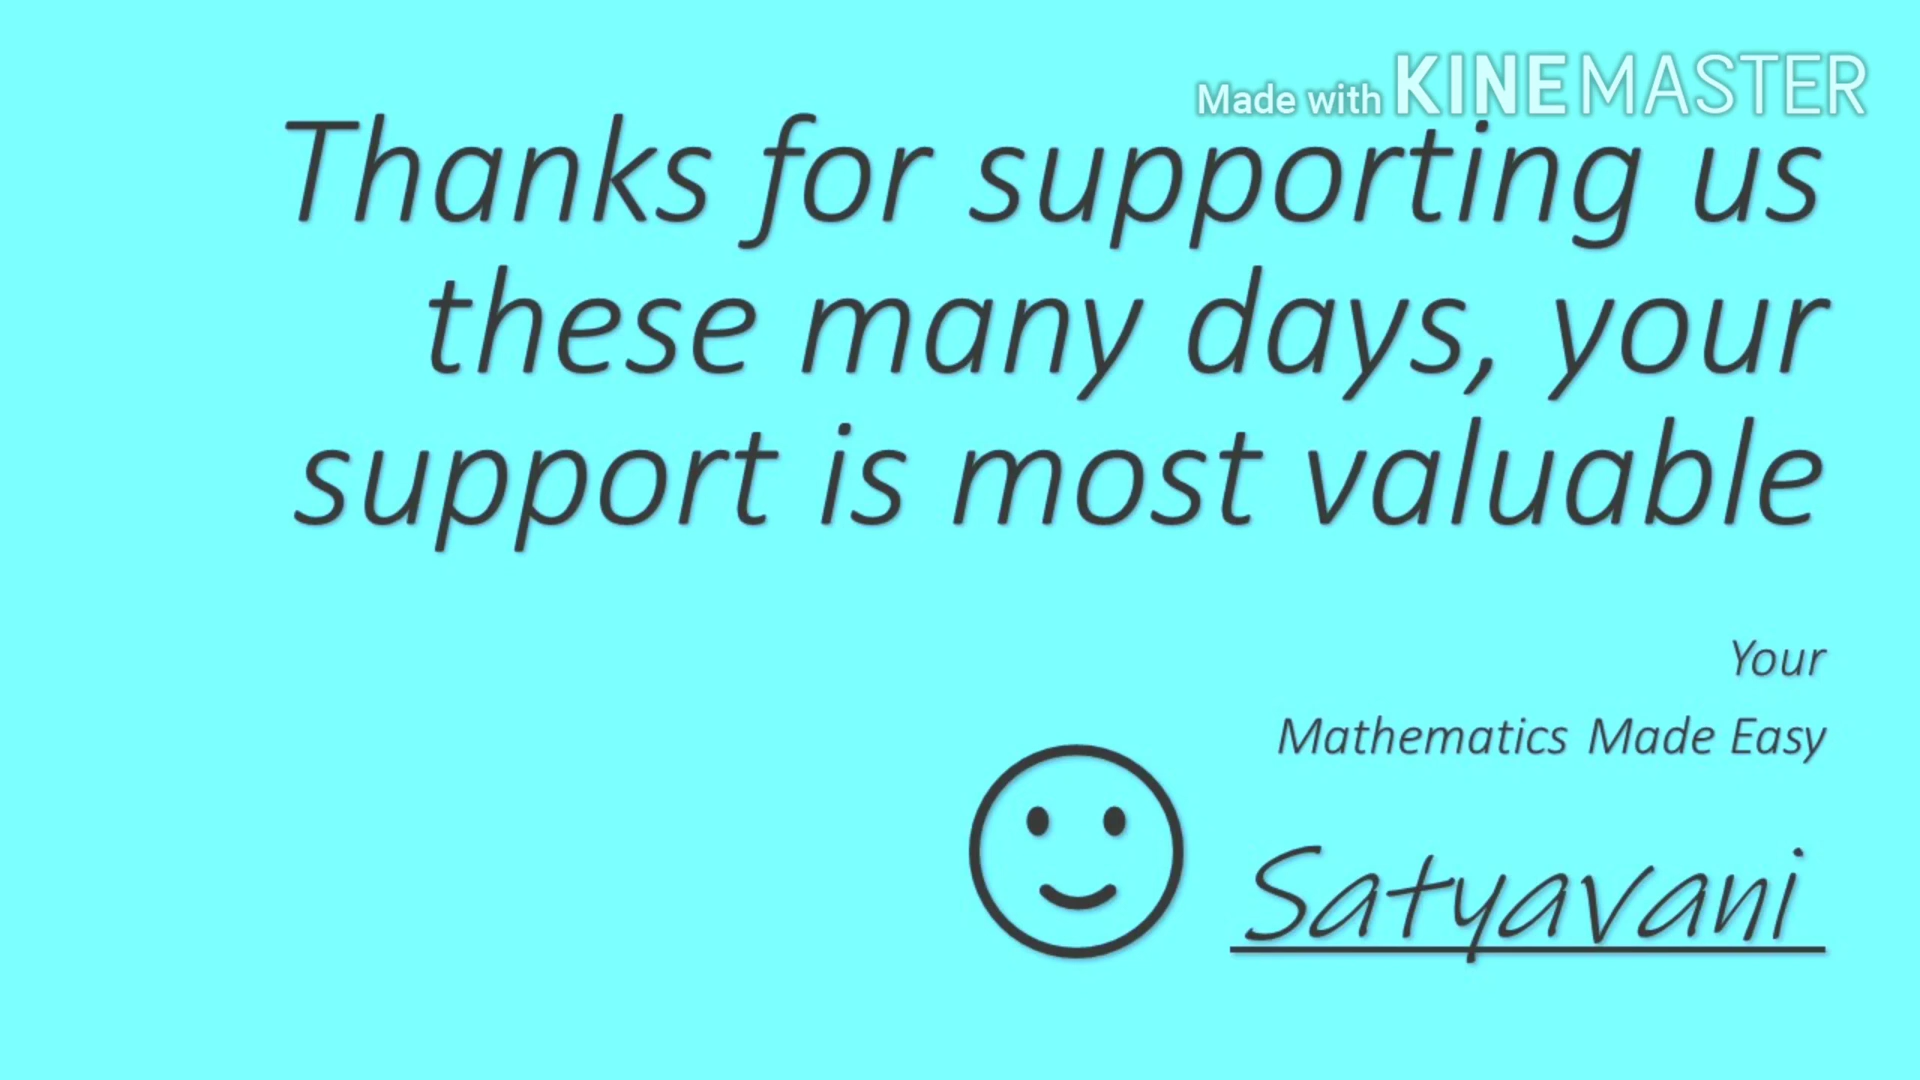 Made with KINEMASTER
Thanks for supporting us
these many days, your
support is most valuable
Your
Mathematics Made Easy
Satyavani